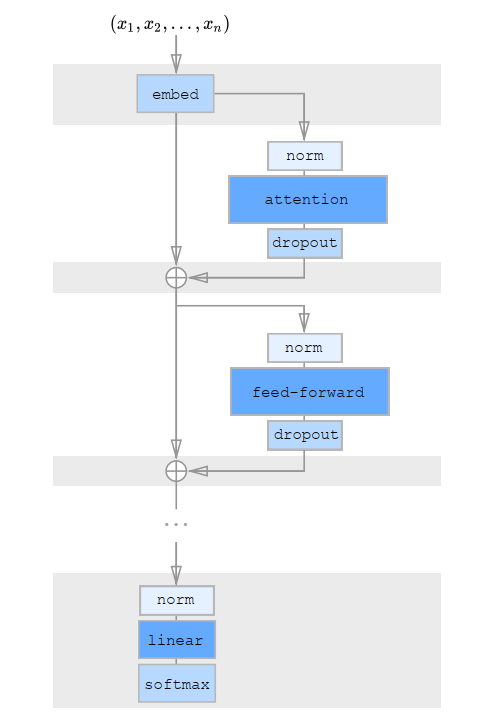 (x₁, x₂, ..., xₙ)
embed
norm
attention
dropout
norm
feed-forward
dropout
...
norm
linear
softmax